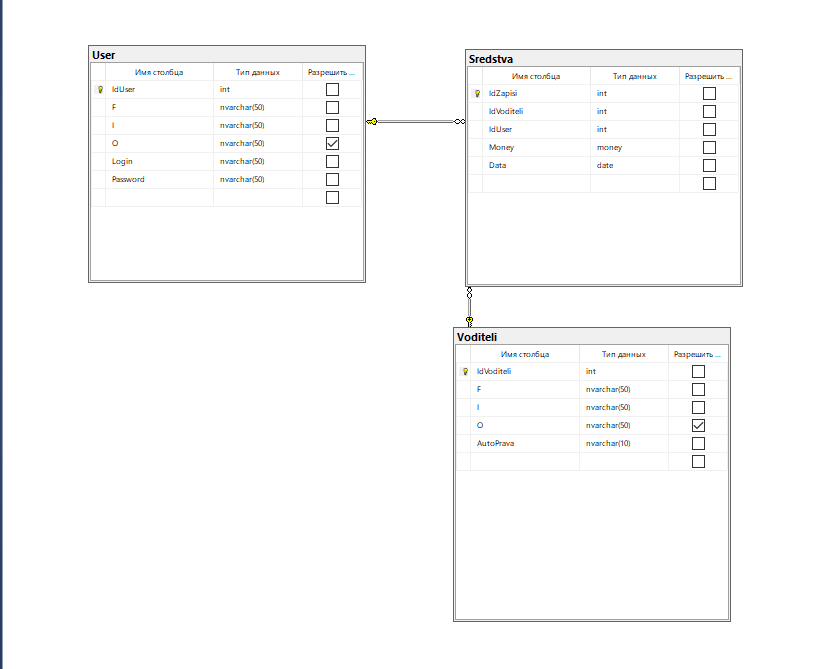 User
Имя столбца Тип данных Разрешить ...
IdUser int
F nvarchar(50)
I nvarchar(50)
O nvarchar(50)
Login nvarchar(50)
Password nvarchar(50)
Sredstva
Имя столбца Тип данных Разрешить ...
IdZapisi int
IdVoditeli int
IdUser int
Money money
Data date
Voditeli
Имя столбца Тип данных Разрешить ...
IdVoditeli int
F nvarchar(50)
I nvarchar(50)
O nvarchar(50)
AutoPrava nvarchar(10)